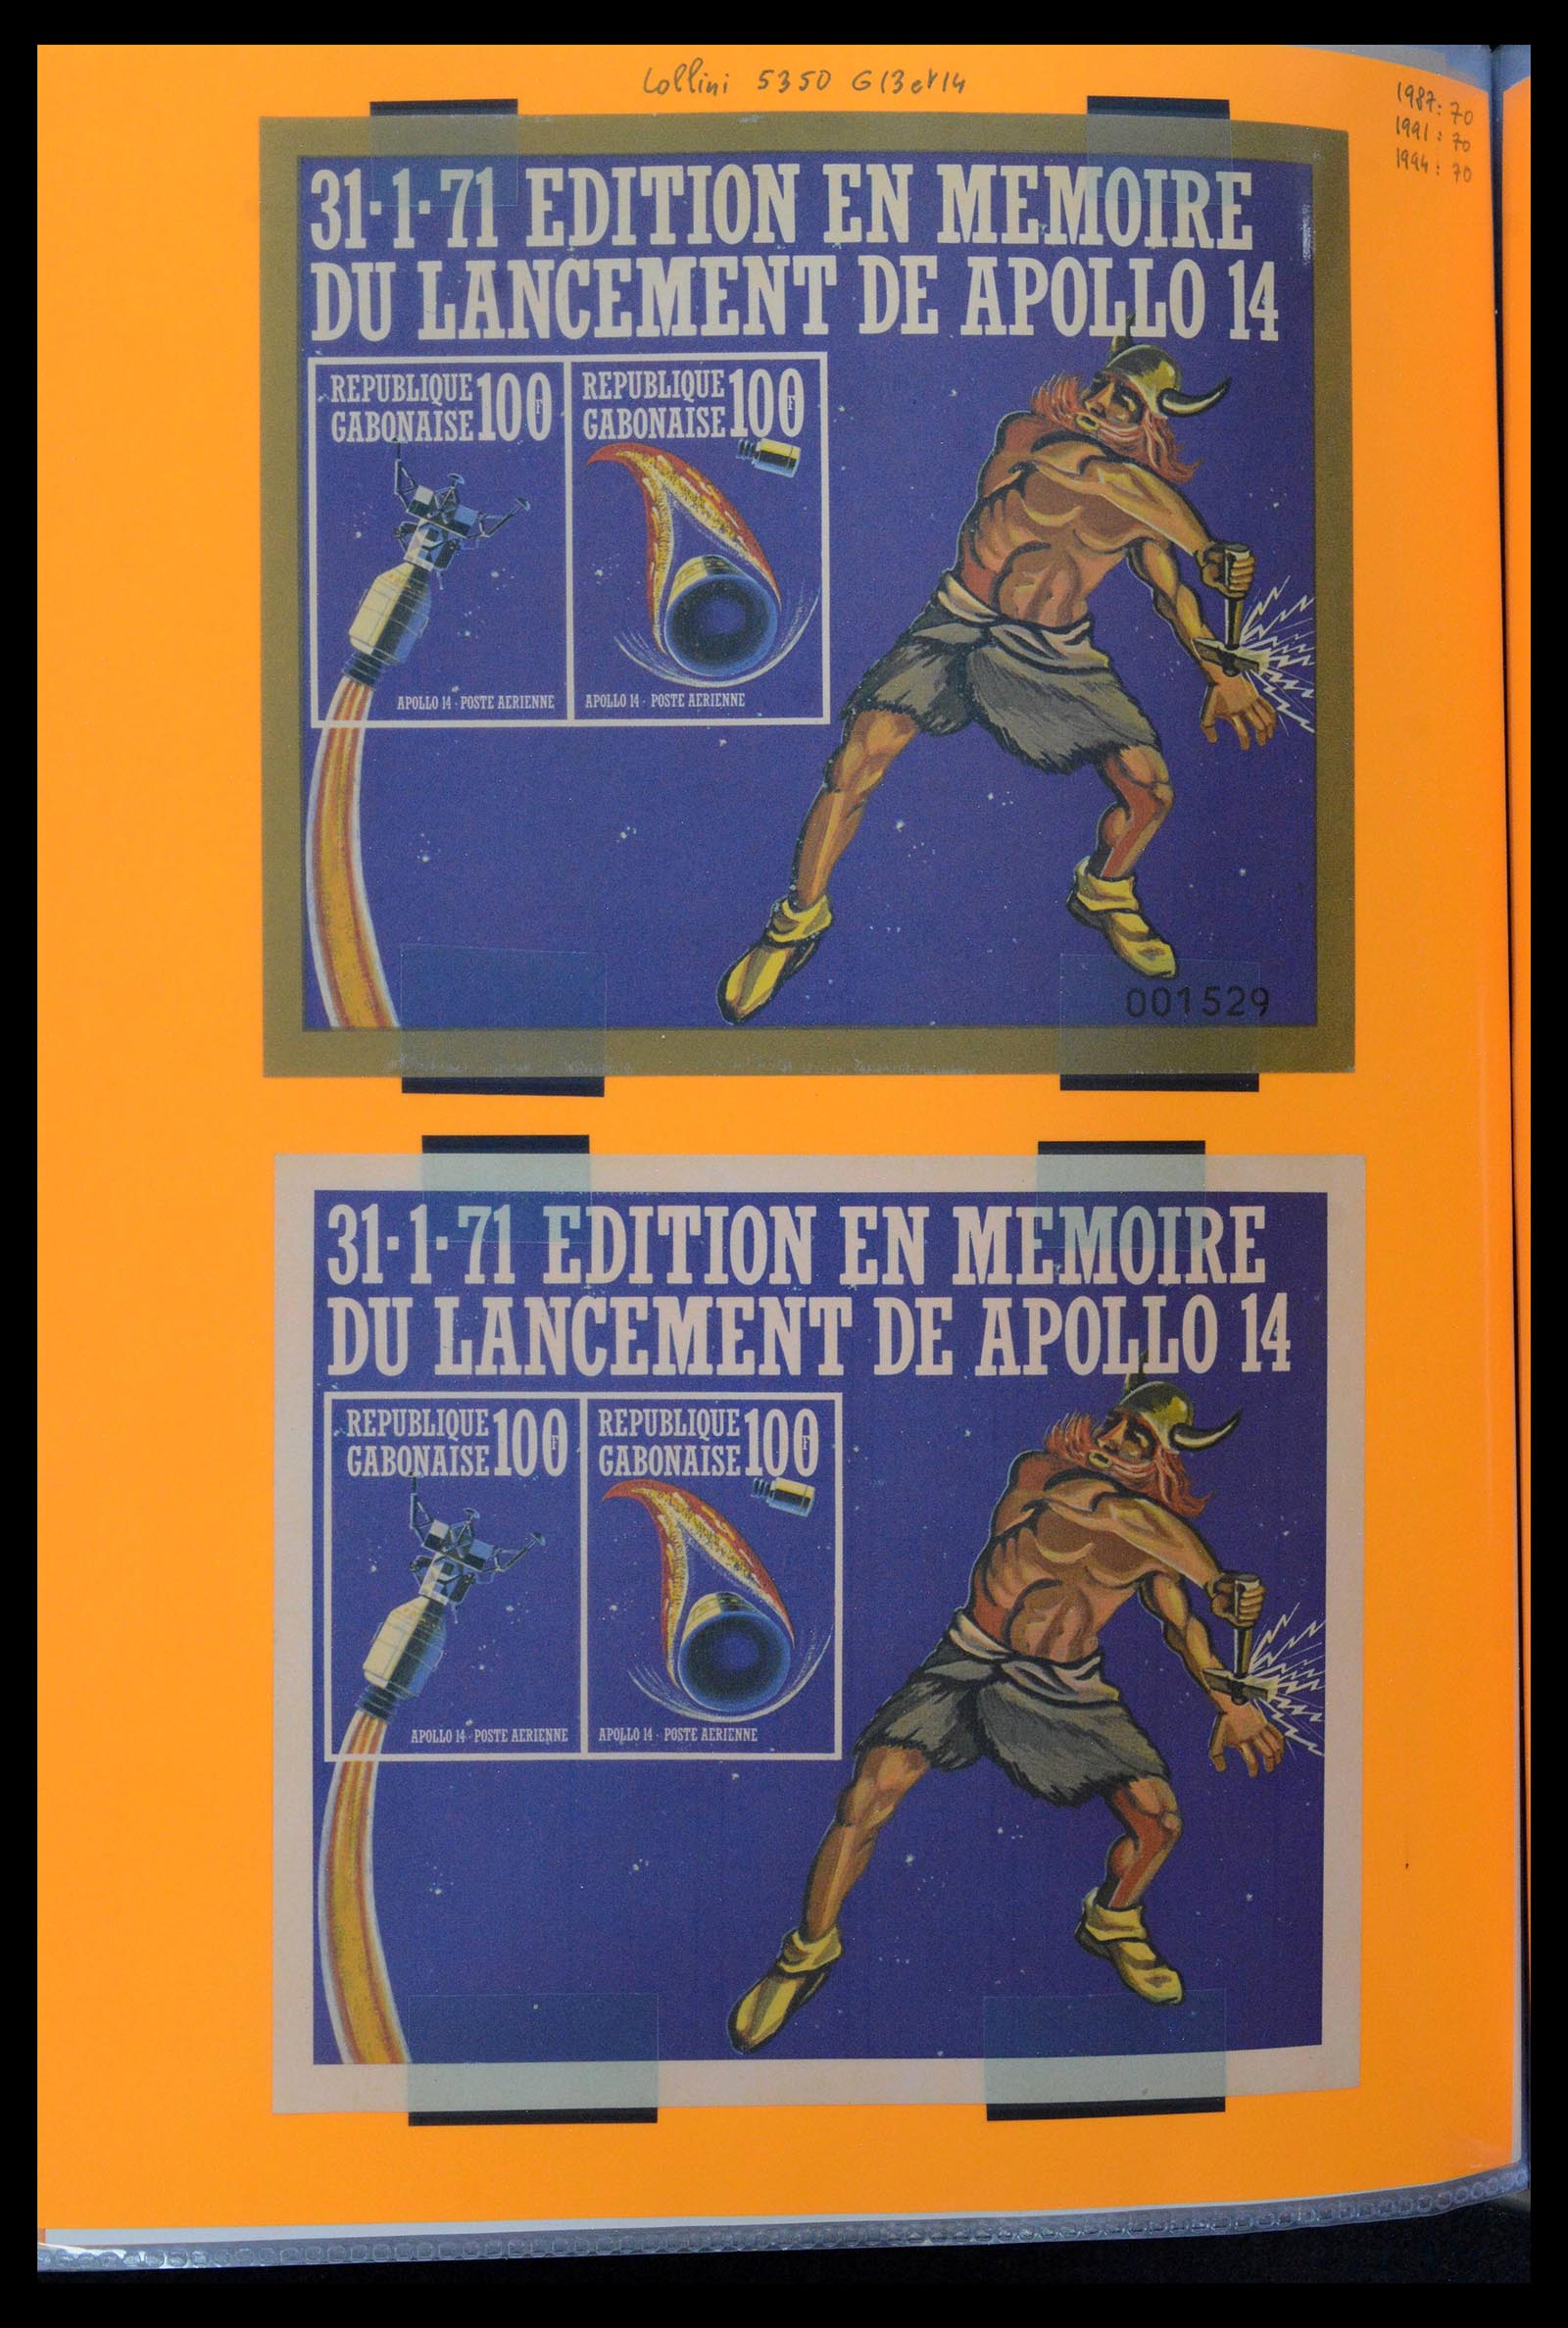 Collini 5350 G13 et 14
1987: 70
1991: 70
1994: 70
31·1·71 EDITION EN MEMOIRE
DU LANCEMENT DE APOLLO 14
REPUBLIQUE
GABONAISE 100F
REPUBLIQUE
GABONAISE 100F
APOLLO 14 · POSTE AERIENNE
APOLLO 14 · POSTE AERIENNE
001529
31·1·71 EDITION EN MEMOIRE
DU LANCEMENT DE APOLLO 14
REPUBLIQUE
GABONAISE 100F
REPUBLIQUE
GABONAISE 100F
APOLLO 14 · POSTE AERIENNE
APOLLO 14 · POSTE AERIENNE